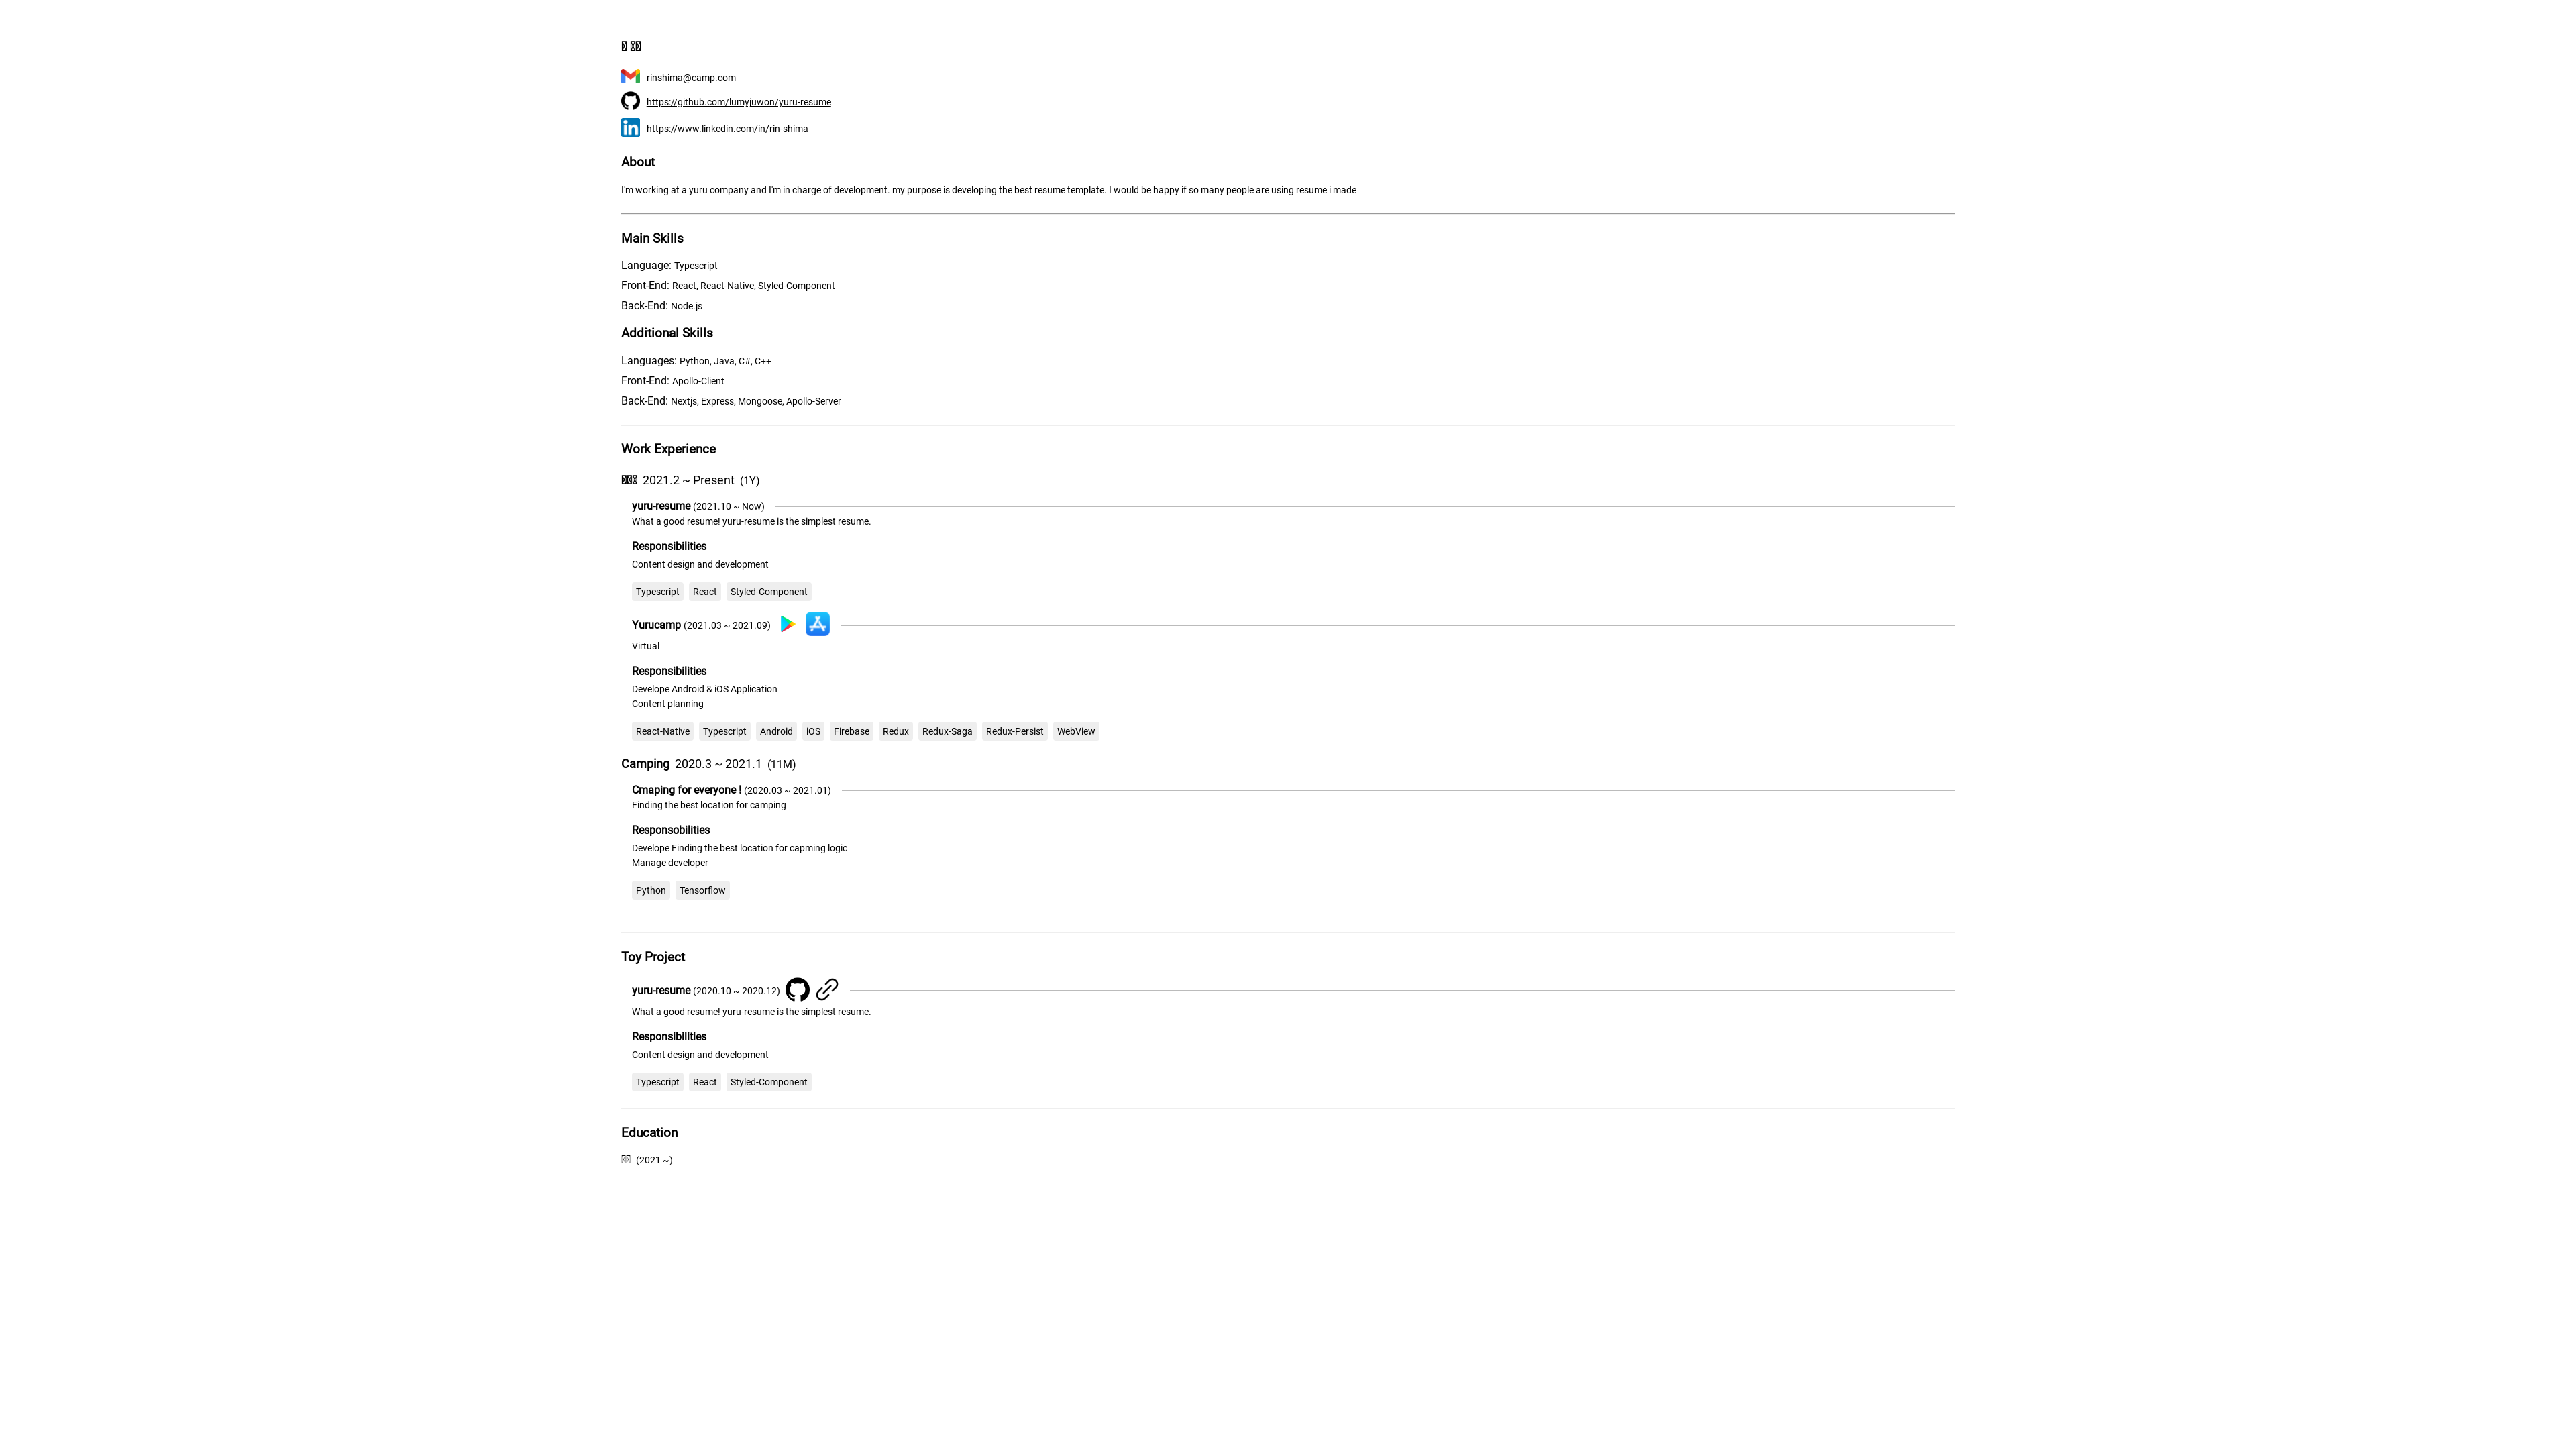 rinshima@camp.com
https://github.com/lumyjuwon/yuru-resume
https://www.linkedin.com/in/rin-shima
About
I'm working at a yuru company and I'm in charge of development. my purpose is developing the best resume template. I would be happy if so many people are using resume i made
Main Skills
Language: Typescript
Front-End: React, React-Native, Styled-Component
Back-End: Node.js
Additional Skills
Languages: Python, Java, C#, C++
Front-End: Apollo-Client
Back-End: Nextjs, Express, Mongoose, Apollo-Server
Work Experience
2021.2 ~ Present (1Y)
yuru-resume (2021.10 ~ Now)
What a good resume! yuru-resume is the simplest resume.
Responsibilities
Content design and development
Typescript React Styled-Component
Yurucamp (2021.03 ~ 2021.09)
Virtual
Responsibilities
Develope Android & iOS Application
Content planning
React-Native Typescript Android iOS Firebase Redux Redux-Saga Redux-Persist WebView
Camping 2020.3 ~ 2021.1 (11M)
Cmaping for everyone ! (2020.03 ~ 2021.01)
Finding the best location for camping
Responsobilities
Develope Finding the best location for capming logic
Manage developer
Python Tensorflow
Toy Project
yuru-resume (2020.10 ~ 2020.12)
What a good resume! yuru-resume is the simplest resume.
Responsibilities
Content design and development
Typescript React Styled-Component
Education
(2021 ~)